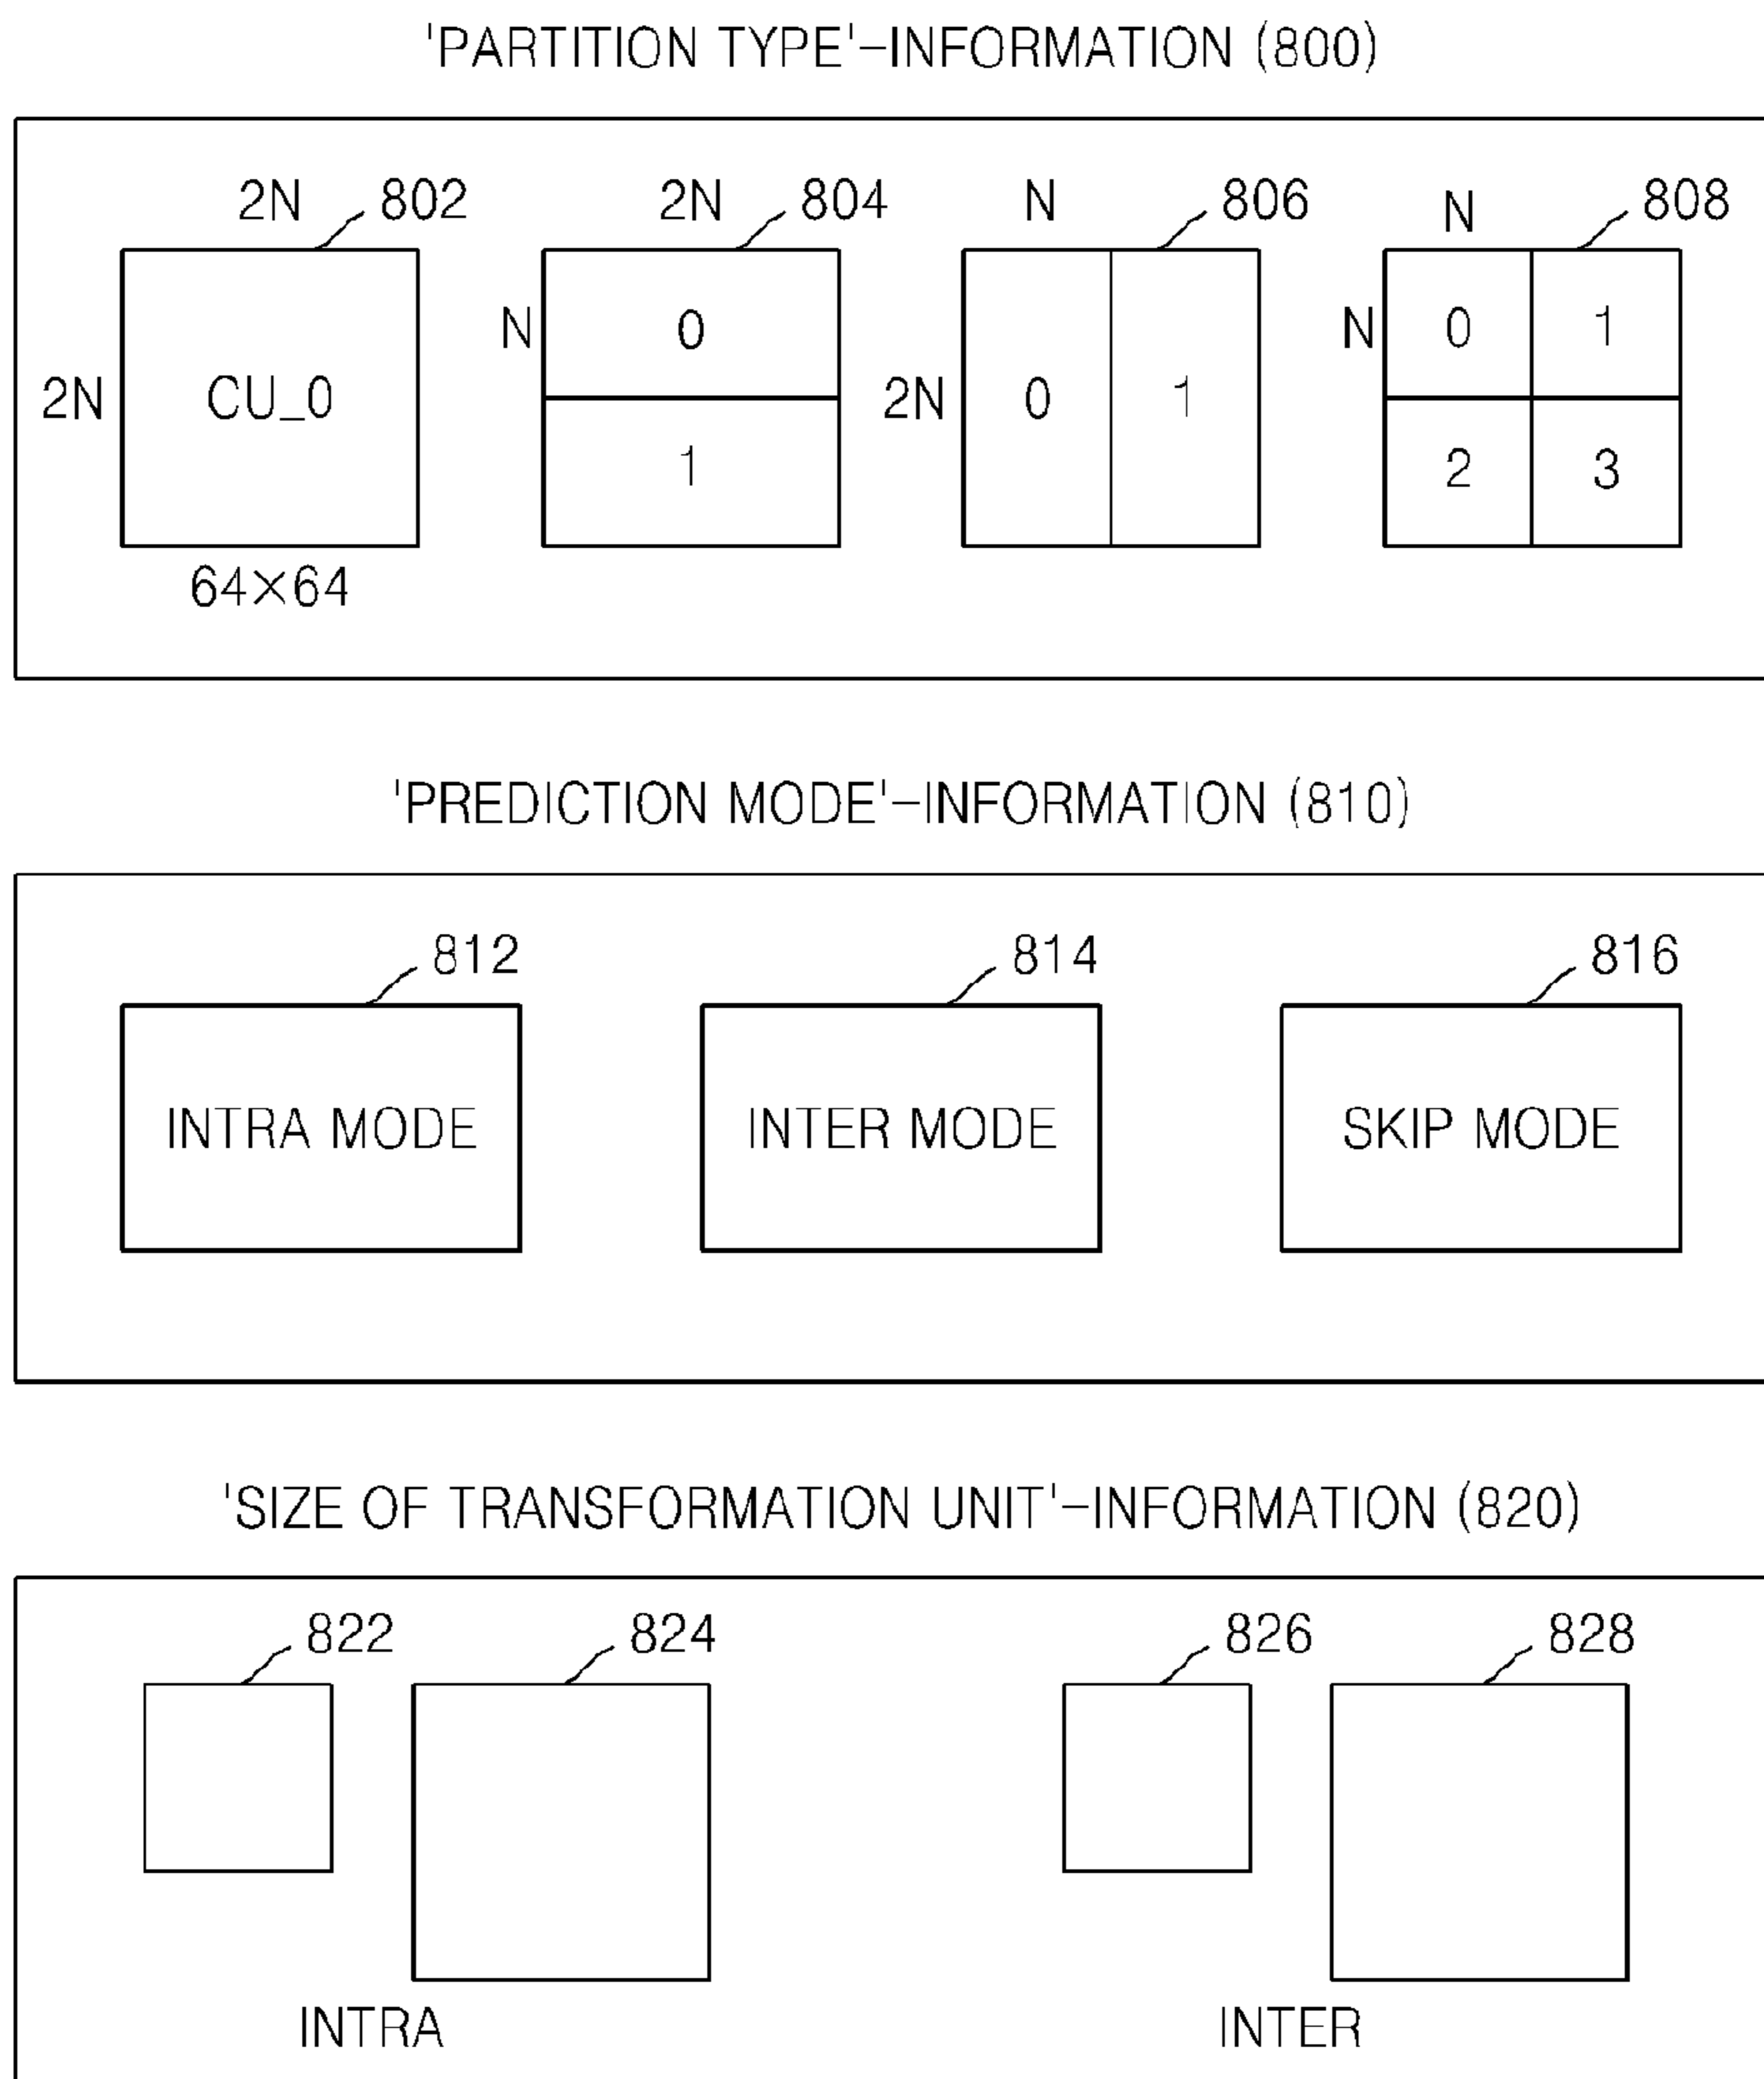 'PARTITION TYPE'-INFORMATION (800)
2N 802 2N 804 N 806 N 808
N 0 N 0 1
2N CU_0 2N 0 1
1 2 3
64×64
'PREDICTION MODE'-INFORMATION (810)
812 814 816
INTRA MODE INTER MODE SKIP MODE
'SIZE OF TRANSFORMATION UNIT'-INFORMATION (820)
822 824 826 828
INTRA INTER